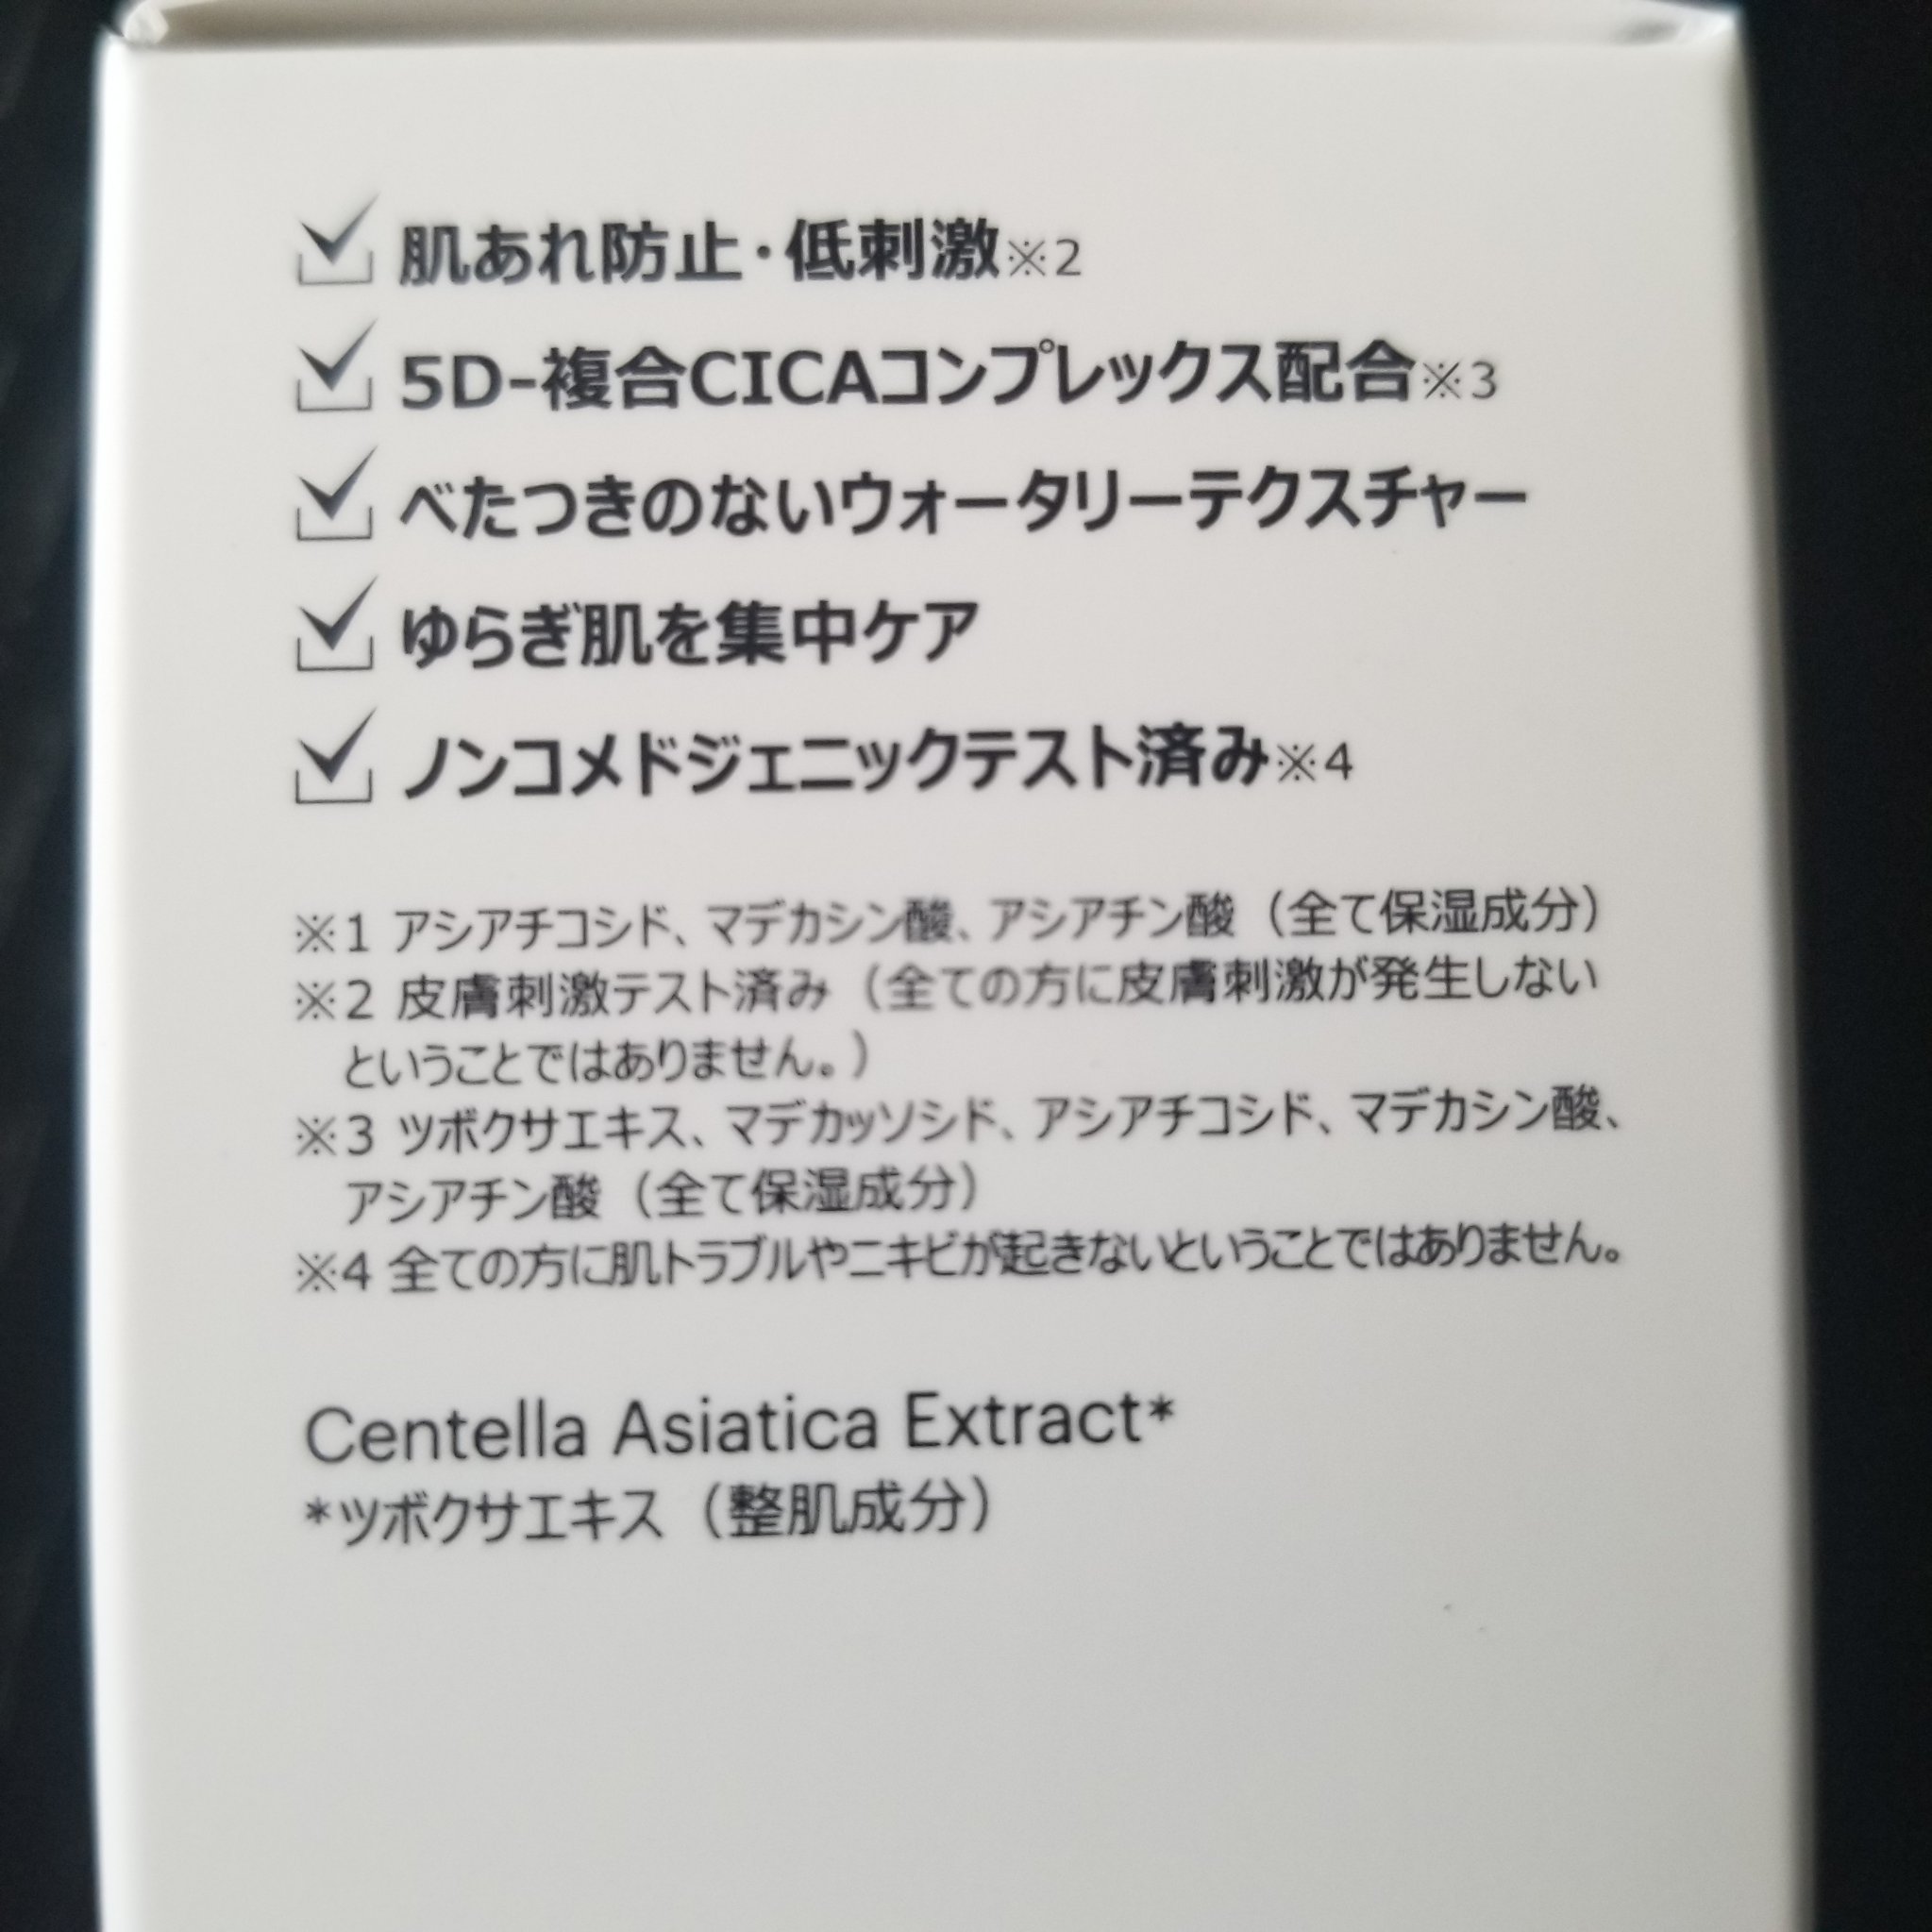 肌あれ防止・低刺激※2
5D-複合CICAコンプレックス配合※3
べたつきのないウォータリーテクスチャー
ゆらぎ肌を集中ケア
ノンコメドジェニックテスト済み※4
※1 アシアチコシド、マデカシン酸、アシアチン酸（全て保湿成分）
※2 皮膚刺激テスト済み（全ての方に皮膚刺激が発生しない
ということではありません。）
※3 ツボクサエキス、マデカッソシド、アシアチコシド、マデカシン酸、
アシアチン酸（全て保湿成分）
※4 全ての方に肌トラブルやニキビが起きないということではありません。
Centella Asiatica Extract*
*ツボクサエキス（整肌成分）